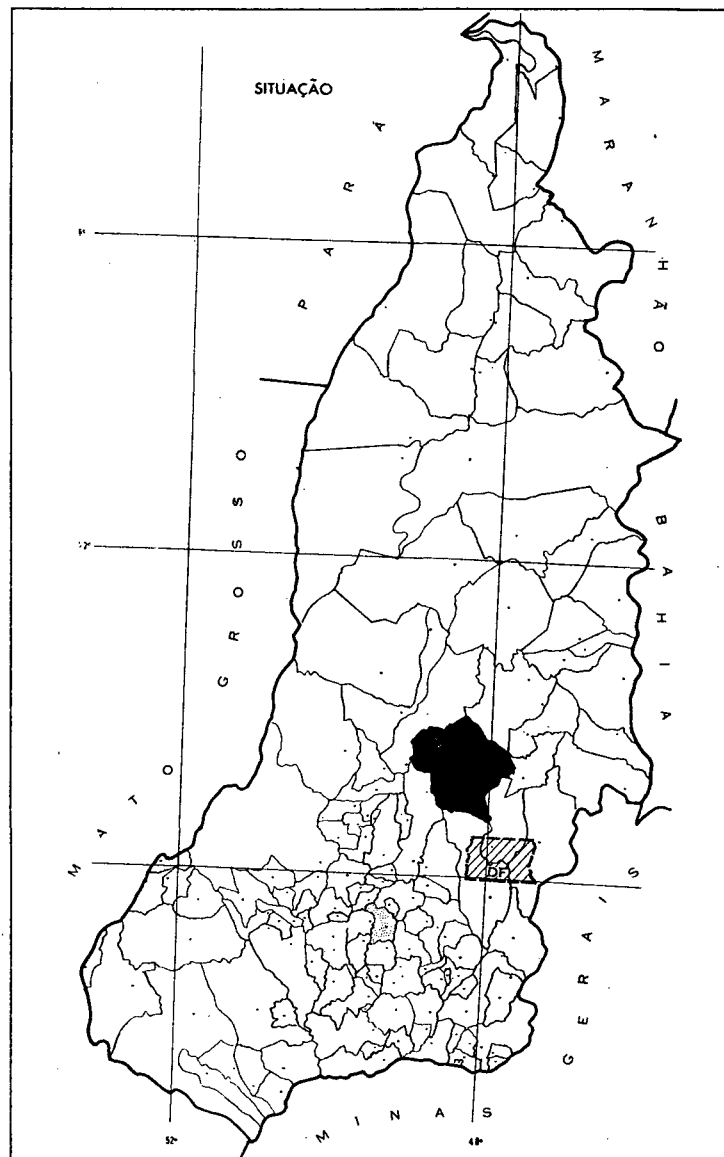 SITUAÇÃO
PARÁ
MARANHÃO
MATO GROSSO
BAHIA
DF
MINAS GERAIS
52°
48°